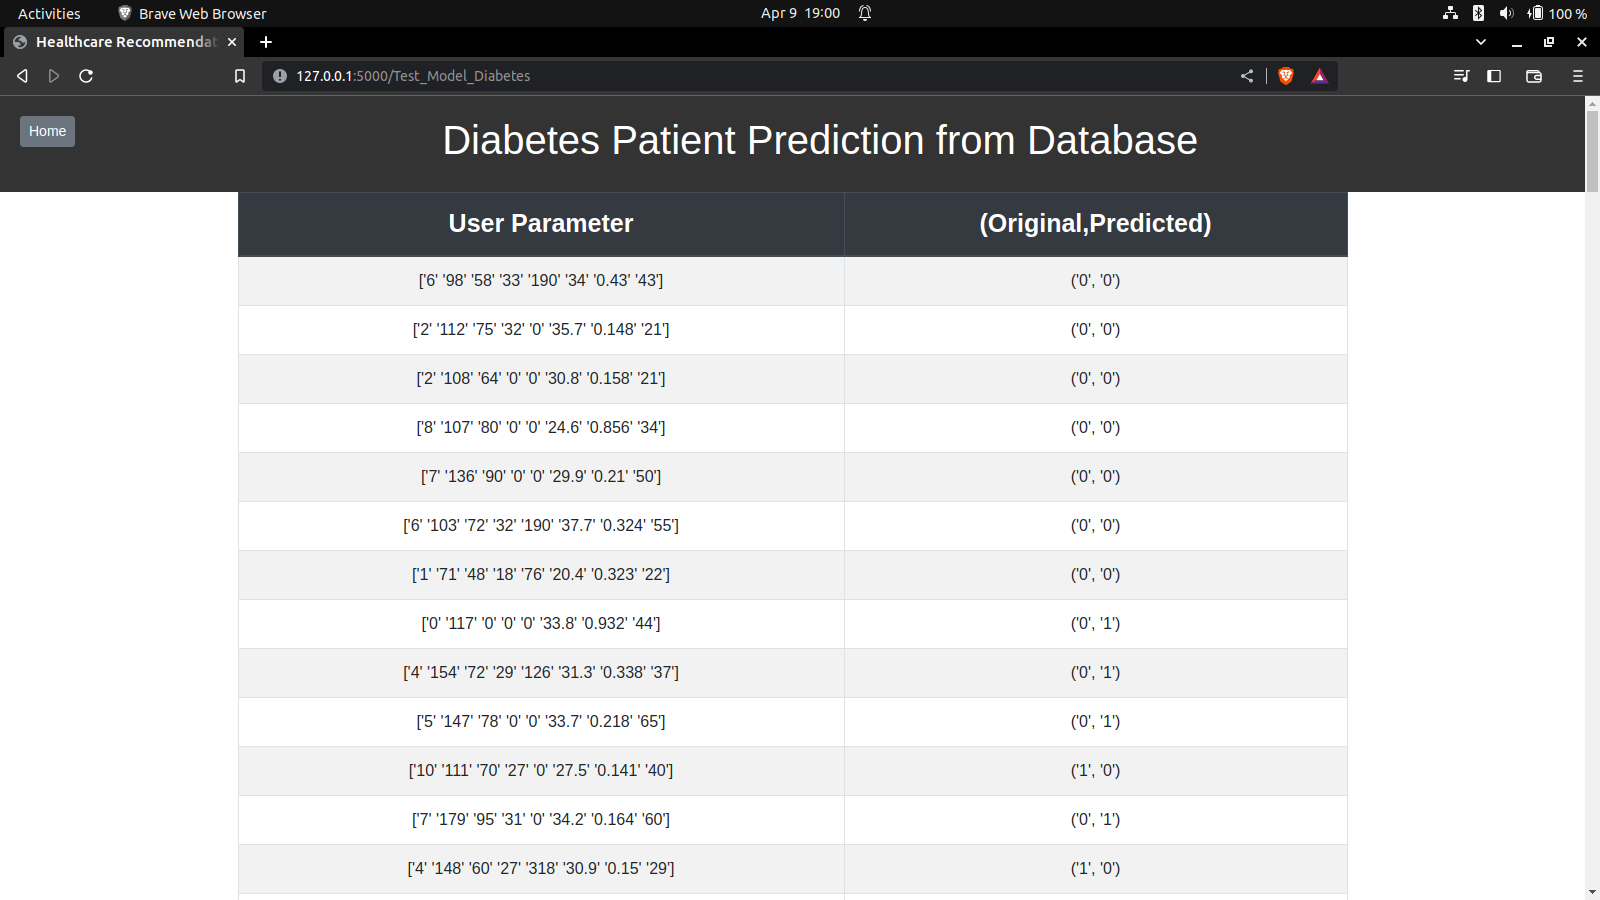 Activities Brave Web Browser Apr 9 19:00 100 %
Healthcare Recommendat
127.0.0.1:5000/Test_Model_Diabetes
Home
Diabetes Patient Prediction from Database
User Parameter (Original,Predicted)
['6' '98' '58' '33' '190' '34' '0.43' '43'] ('0', '0')
['2' '112' '75' '32' '0' '35.7' '0.148' '21'] ('0', '0')
['2' '108' '64' '0' '0' '30.8' '0.158' '21'] ('0', '0')
['8' '107' '80' '0' '0' '24.6' '0.856' '34'] ('0', '0')
['7' '136' '90' '0' '0' '29.9' '0.21' '50'] ('0', '0')
['6' '103' '72' '32' '190' '37.7' '0.324' '55'] ('0', '0')
['1' '71' '48' '18' '76' '20.4' '0.323' '22'] ('0', '0')
['0' '117' '0' '0' '0' '33.8' '0.932' '44'] ('0', '1')
['4' '154' '72' '29' '126' '31.3' '0.338' '37'] ('0', '1')
['5' '147' '78' '0' '0' '33.7' '0.218' '65'] ('0', '1')
['10' '111' '70' '27' '0' '27.5' '0.141' '40'] ('1', '0')
['7' '179' '95' '31' '0' '34.2' '0.164' '60'] ('0', '1')
['4' '148' '60' '27' '318' '30.9' '0.15' '29'] ('1', '0')